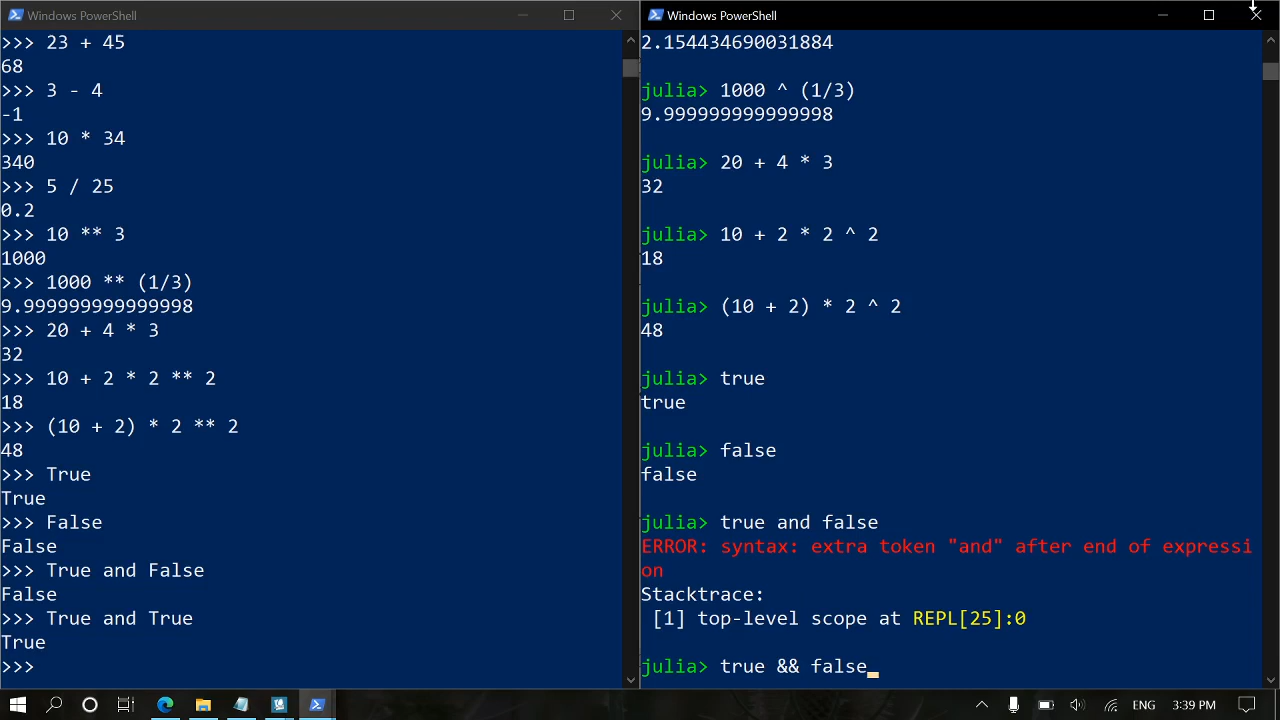 Windows PowerShell
>>> 23 + 45
68
>>> 3 - 4
-1
>>> 10 * 34
340
>>> 5 / 25
0.2
>>> 10 ** 3
1000
>>> 1000 ** (1/3)
9.999999999999998
>>> 20 + 4 * 3
32
>>> 10 + 2 * 2 ** 2
18
>>> (10 + 2) * 2 ** 2
48
>>> True
True
>>> False
False
>>> True and False
False
>>> True and True
True
>>>
Windows PowerShell
2.154434690031884
julia> 1000 ^ (1/3)
9.999999999999998
julia> 20 + 4 * 3
32
julia> 10 + 2 * 2 ^ 2
18
julia> (10 + 2) * 2 ^ 2
48
julia> true
true
julia> false
false
julia> true and false
ERROR: syntax: extra token "and" after end of expressi
on
Stacktrace:
[1] top-level scope at REPL[25]:0
julia> true && false
3:39 PM